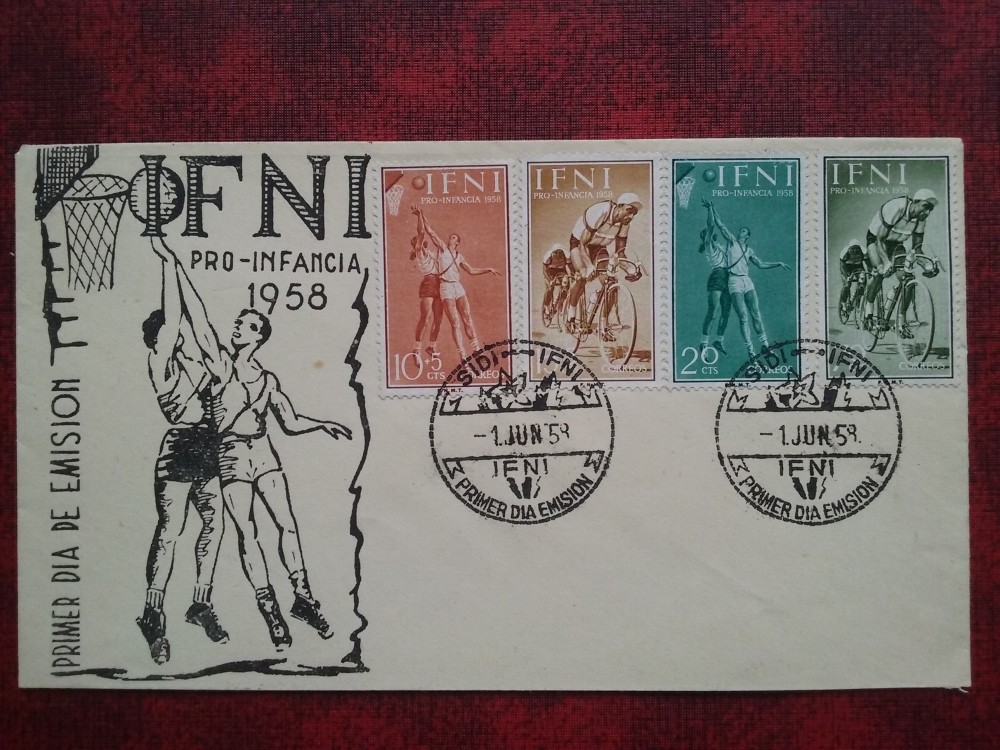 IFNI
PRO-INFANCIA
1958
PRIMER DIA DE EMISION
IFNI
PRO-INFANCIA 1958
10+5
CTS
CORREOS
IFNI
PRO-INFANCIA 1958
CORREOS
IFNI
PRO-INFANCIA 1958
20
CTS
CORREOS
IFNI
PRO-INFANCIA 1958
CORREOS
SIDI - IFNI
-1.JUN 58.
IFNI
PRIMER DIA EMISION
SIDI - IFNI
-1.JUN 58.
IFNI
PRIMER DIA EMISION